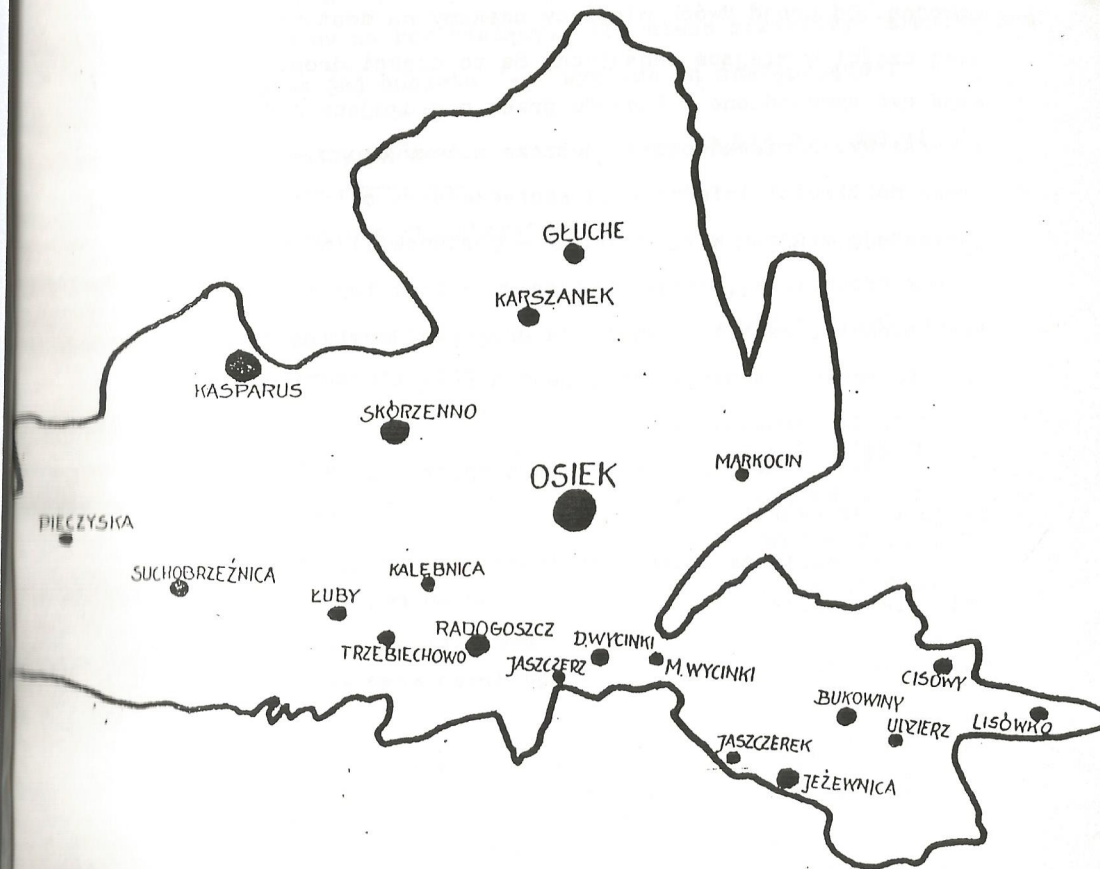 GŁUCHE
KARSZANEK
KASPARUS
SKÓRZENNO
OSIEK
MARKOCIN
PIECZYSKA
SUCHOBRZEŹNICA
KALĘBNICA
ŁUBY
RADOGOSZCZ
TRZEBIECHOWO
D.WYCINKI
JASZCZERZ
M.WYCINKI
CISOWY
BUKOWINY
UDZIERZ
LISÓWKO
JASZCZEREK
JEŻEWNICA